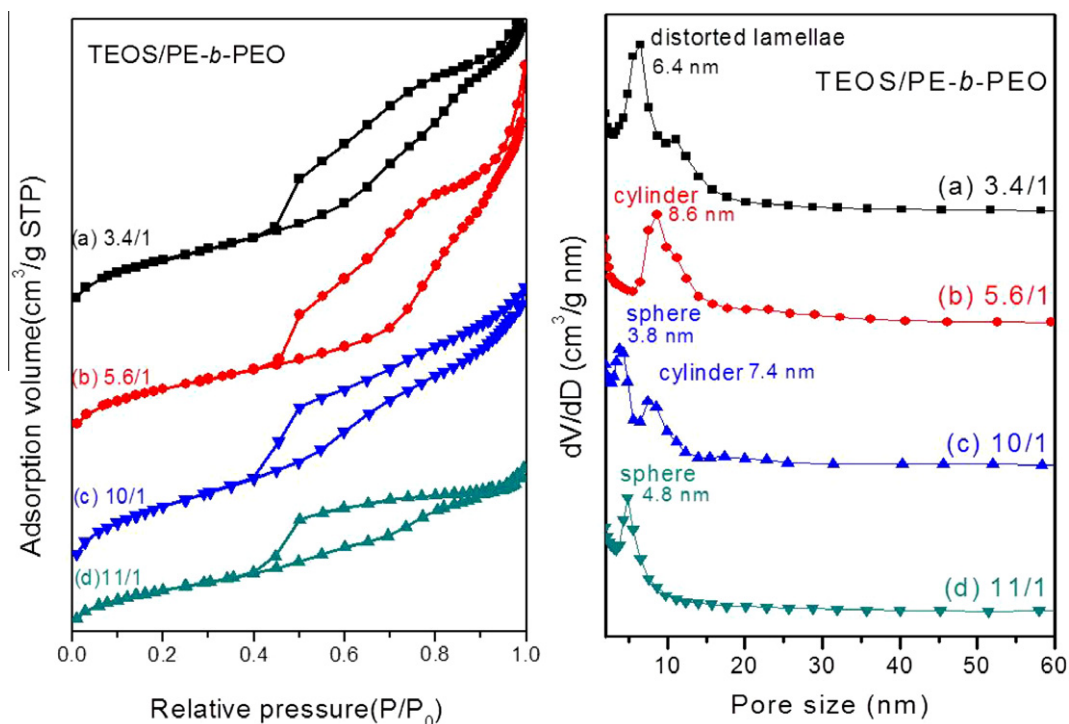 TEOS/PE-b-PEO
(a) 3.4/1
(b) 5.6/1
(c) 10/1
(d)11/1
Adsorption volume(cm³/g STP)
0.0 0.2 0.4 0.6 0.8 1.0
Relative pressure(P/P₀)
distorted lamellae
6.4 nm
TEOS/PE-b-PEO
(a) 3.4/1
cylinder
8.6 nm
(b) 5.6/1
sphere
3.8 nm
cylinder 7.4 nm
(c) 10/1
sphere
4.8 nm
(d) 11/1
dV/dD (cm³/g nm)
10 20 30 40 50 60
Pore size (nm)